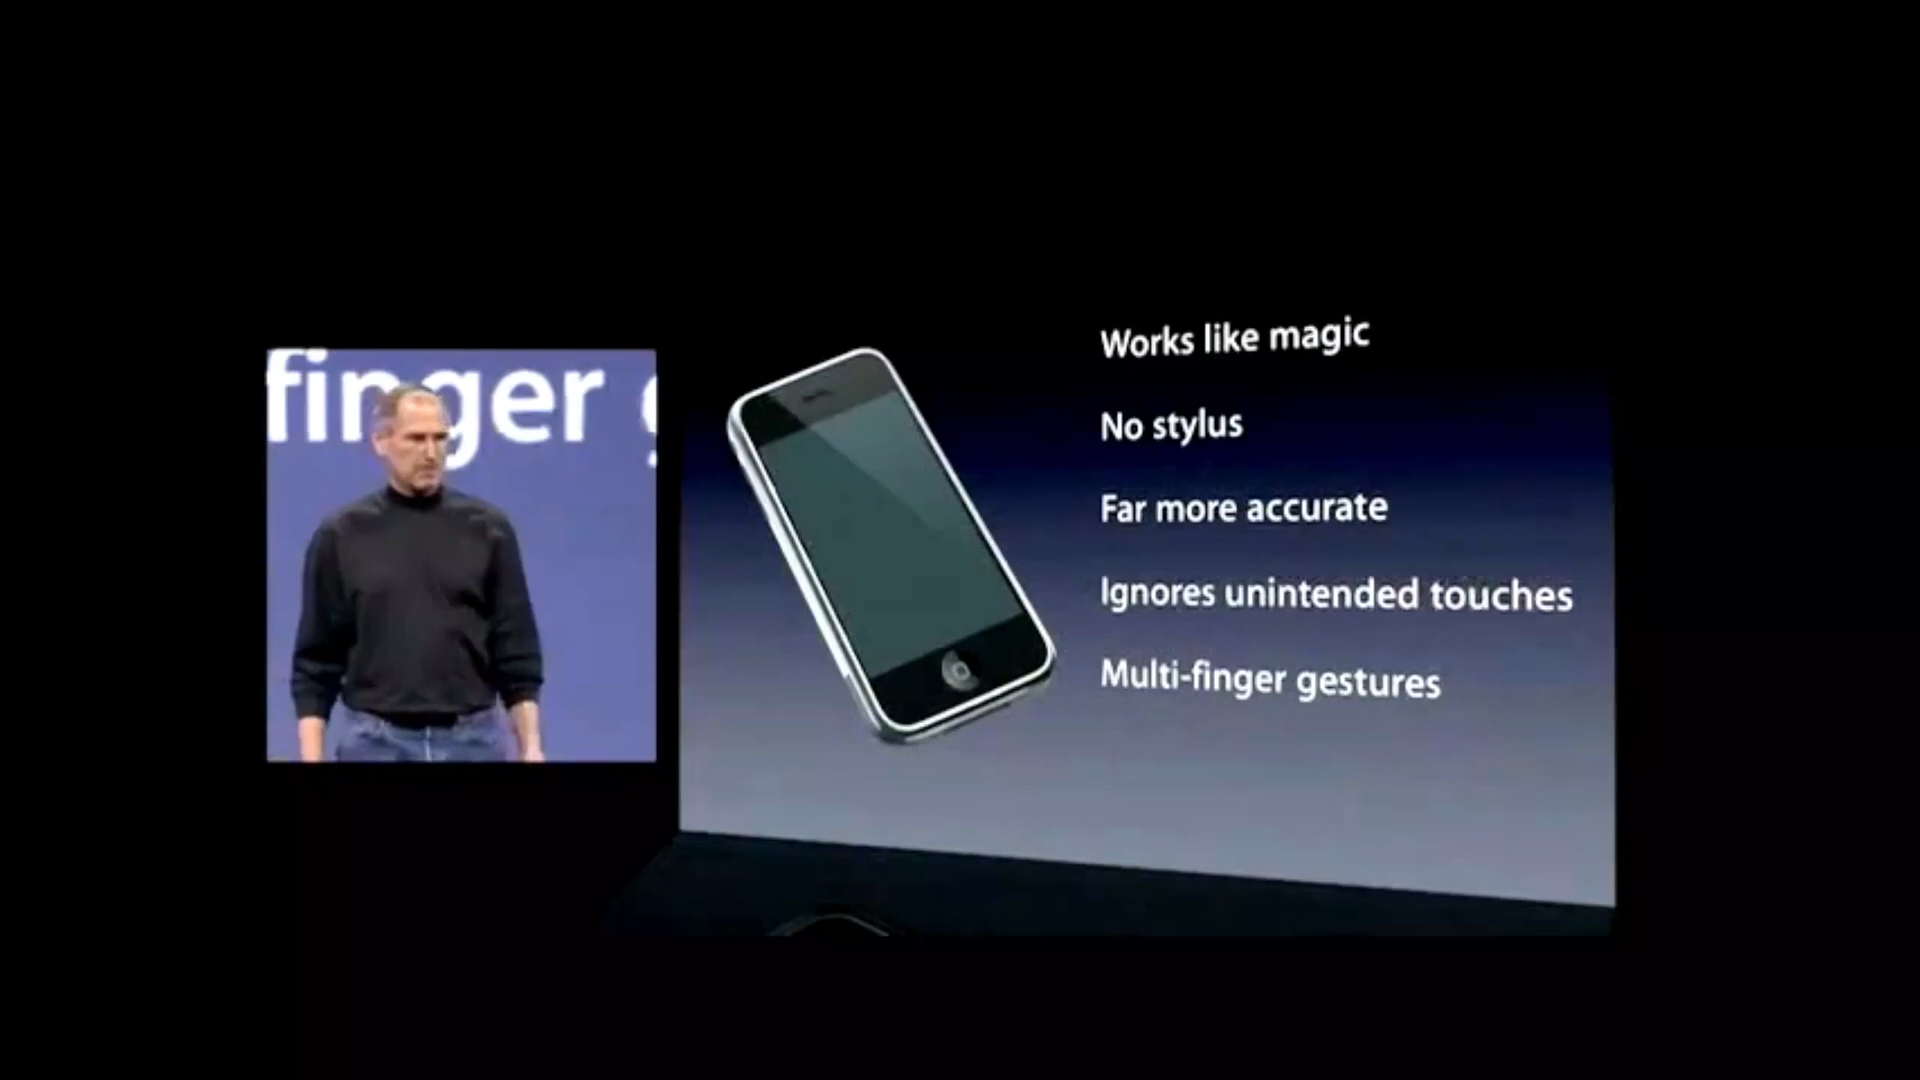 finger
Works like magic
No stylus
Far more accurate
Ignores unintended touches
Multi-finger gestures